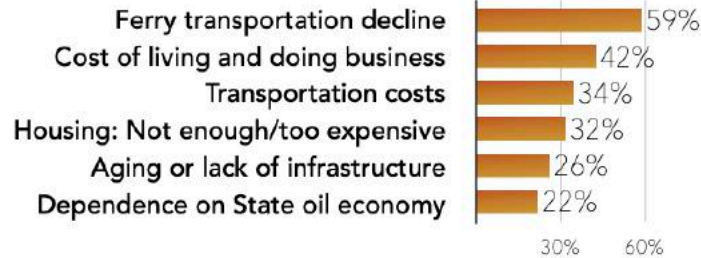 Ferry transportation decline 59%
Cost of living and doing business 42%
Transportation costs 34%
Housing: Not enough/too expensive 32%
Aging or lack of infrastructure 26%
Dependence on State oil economy 22%
30% 60%